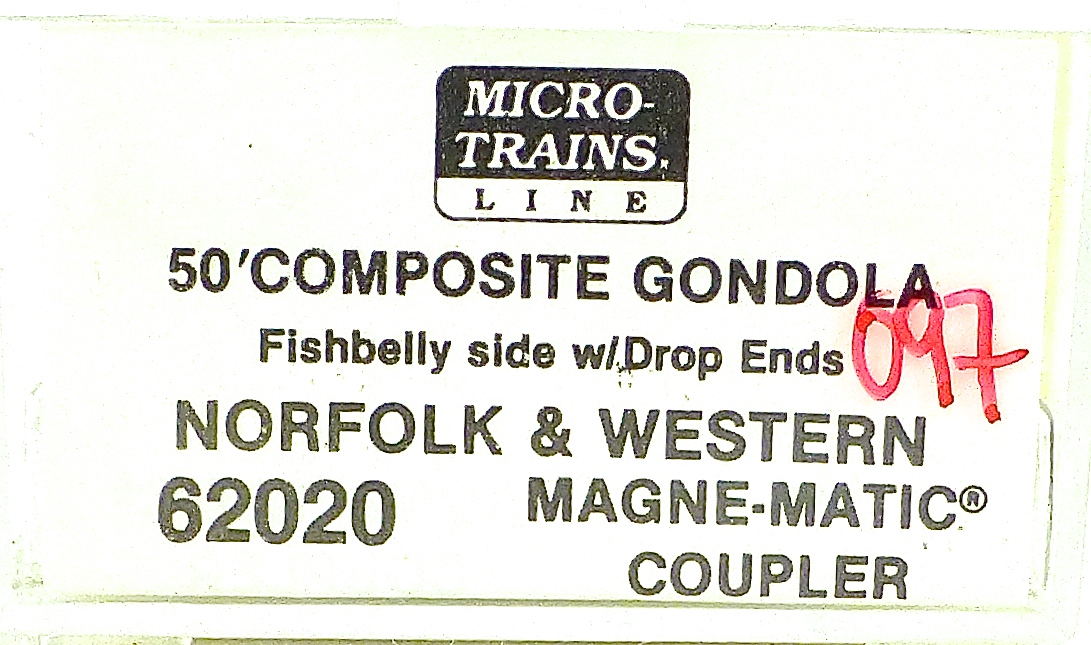 MICRO-
TRAINS
LINE
50'COMPOSITE GONDOLA
Fishbelly side w/Drop Ends
097
NORFOLK & WESTERN
62020
MAGNE-MATIC®
COUPLER